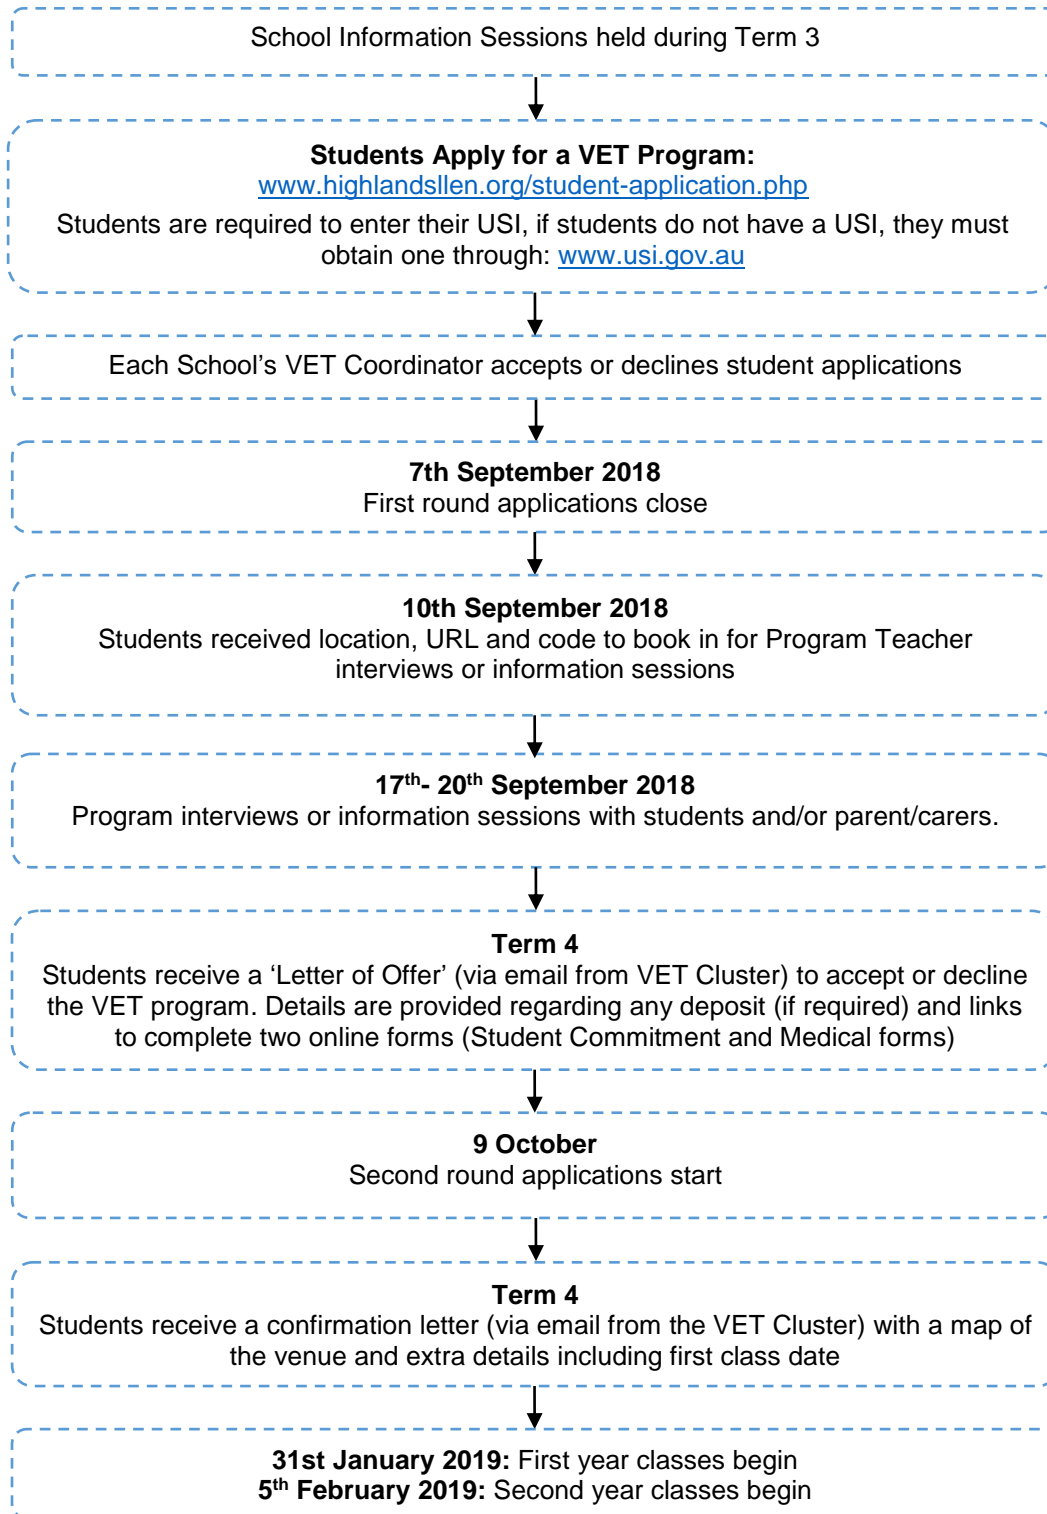 School Information Sessions held during Term 3
Students Apply for a VET Program:
www.highlandsllen.org/student-application.php
Students are required to enter their USI, if students do not have a USI, they must
obtain one through: www.usi.gov.au
Each School’s VET Coordinator accepts or declines student applications
7th September 2018
First round applications close
10th September 2018
Students received location, URL and code to book in for Program Teacher
interviews or information sessions
17th- 20th September 2018
Program interviews or information sessions with students and/or parent/carers.
Term 4
Students receive a ‘Letter of Offer’ (via email from VET Cluster) to accept or decline
the VET program. Details are provided regarding any deposit (if required) and links
to complete two online forms (Student Commitment and Medical forms)
9 October
Second round applications start
Term 4
Students receive a confirmation letter (via email from the VET Cluster) with a map of
the venue and extra details including first class date
31st January 2019: First year classes begin
5th February 2019: Second year classes begin